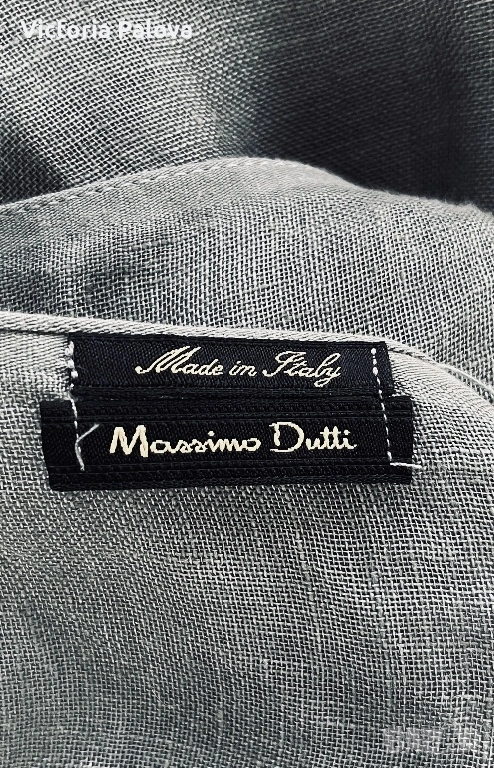 Victoria Paleva
Made in Italy
Massimo Dutti